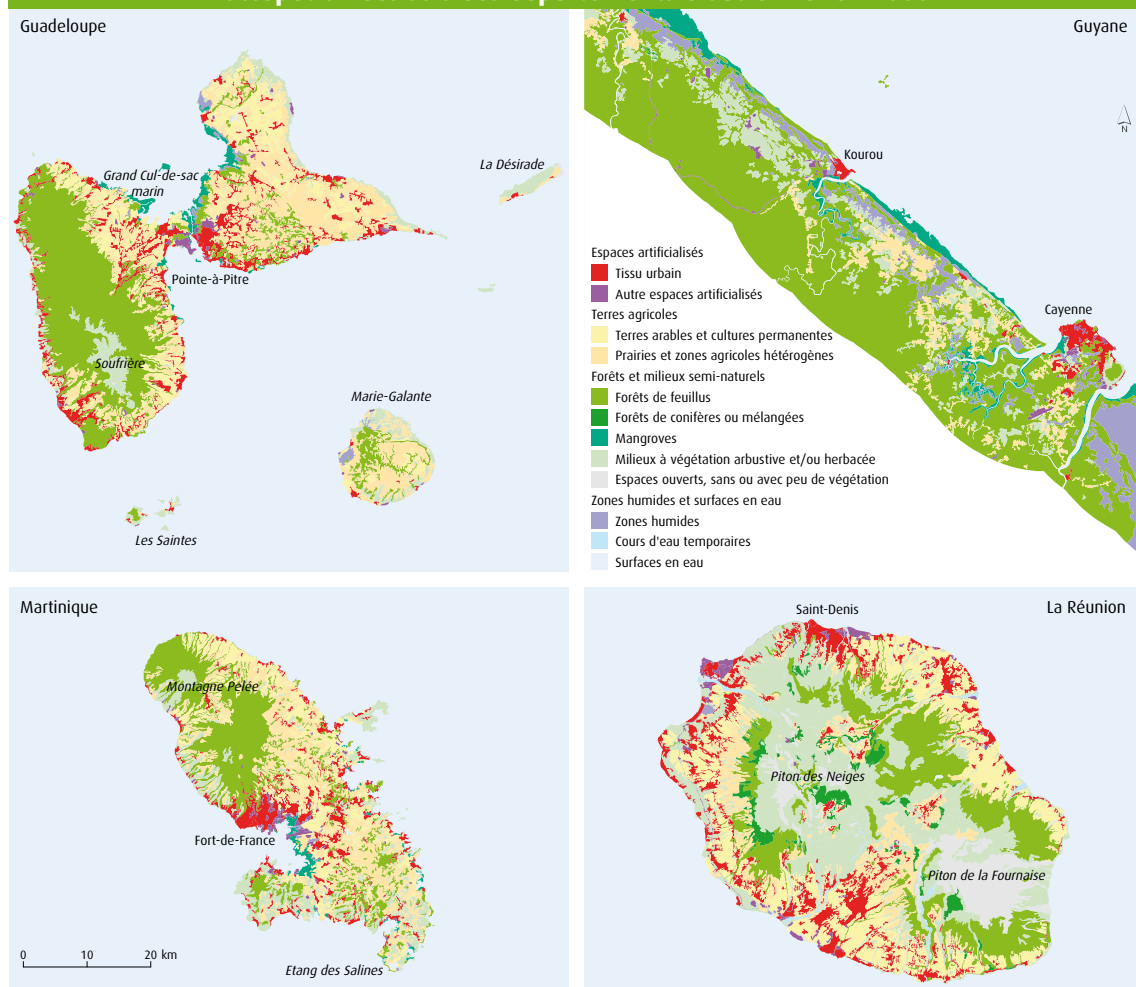 Guadeloupe
Grand Cul-de-sac
marin
La Désirade
Pointe-à-Pitre
Soufrière
Marie-Galante
Les Saintes
Guyane
N
Kourou
Cayenne
Espaces artificialisés
Tissu urbain
Autre espaces artificialisés
Terres agricoles
Terres arables et cultures permanentes
Prairies et zones agricoles hétérogènes
Forêts et milieux semi-naturels
Forêts de feuillus
Forêts de conifères ou mélangées
Mangroves
Milieux à végétation arbustive et/ou herbacée
Espaces ouverts, sans ou avec peu de végétation
Zones humides et surfaces en eau
Zones humides
Cours d'eau temporaires
Surfaces en eau
Martinique
Montagne Pelée
Fort-de-France
Etang des Salines
0 10 20 km
La Réunion
Saint-Denis
Piton des Neiges
Piton de la Fournaise